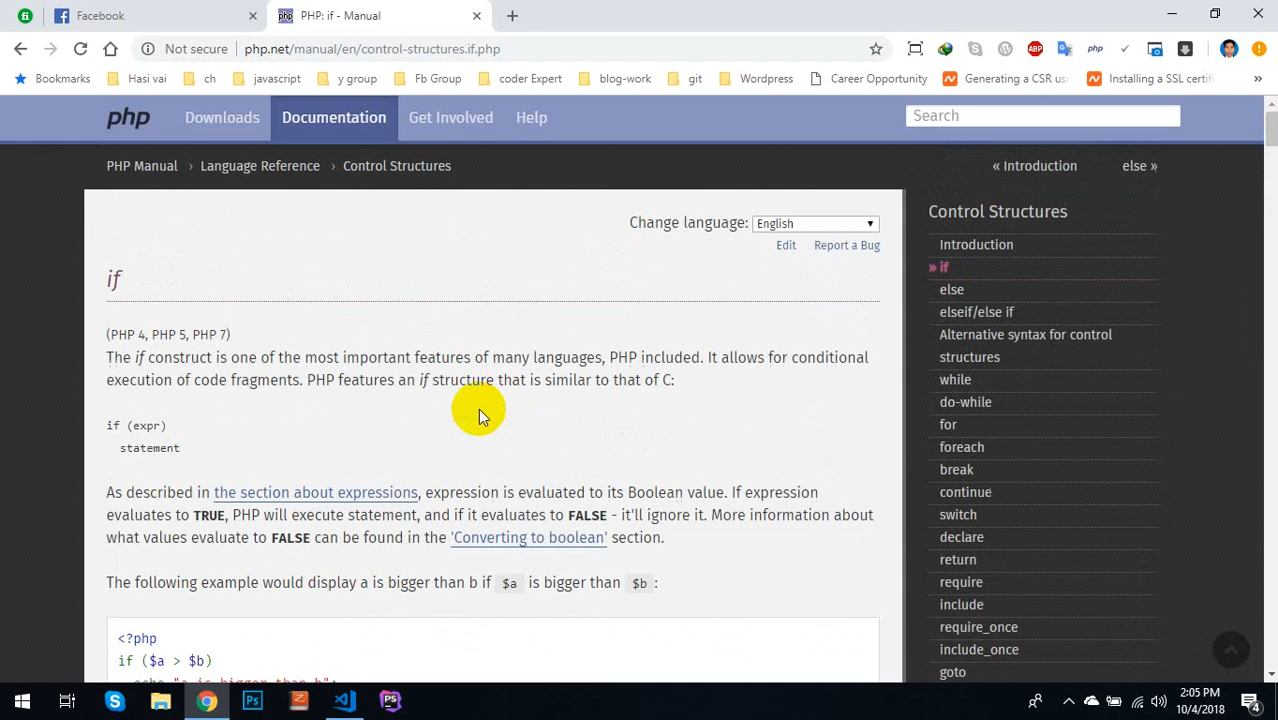 Facebook
PHP: if - Manual
Not secure
php.net/manual/en/control-structures.if.php
ABP
php
Bookmarks
Hasi vai
ch
javascript
y group
Fb Group
coder Expert
blog-work
git
Wordpress
Career Opportunity
Generating a CSR us
Installing a SSL certifi
»
php
Downloads
Documentation
Get Involved
Help
Search
PHP Manual › Language Reference › Control Structures
« Introduction
else »
Change language: English
Edit
Report a Bug
if
(PHP 4, PHP 5, PHP 7)
The if construct is one of the most important features of many languages, PHP included. It allows for conditional
execution of code fragments. PHP features an if structure that is similar to that of C:
if (expr)
statement
As described in the section about expressions, expression is evaluated to its Boolean value. If expression
evaluates to TRUE, PHP will execute statement, and if it evaluates to FALSE - it'll ignore it. More information about
what values evaluate to FALSE can be found in the 'Converting to boolean' section.
The following example would display a is bigger than b if $a is bigger than $b :
<?php
if ($a > $b)
echo "a is bigger than b";
Control Structures
Introduction
» if
else
elseif/else if
Alternative syntax for control
structures
while
do-while
for
foreach
break
continue
switch
declare
return
require
include
require_once
include_once
goto
Ps
PS
2:05 PM
10/4/2018
4